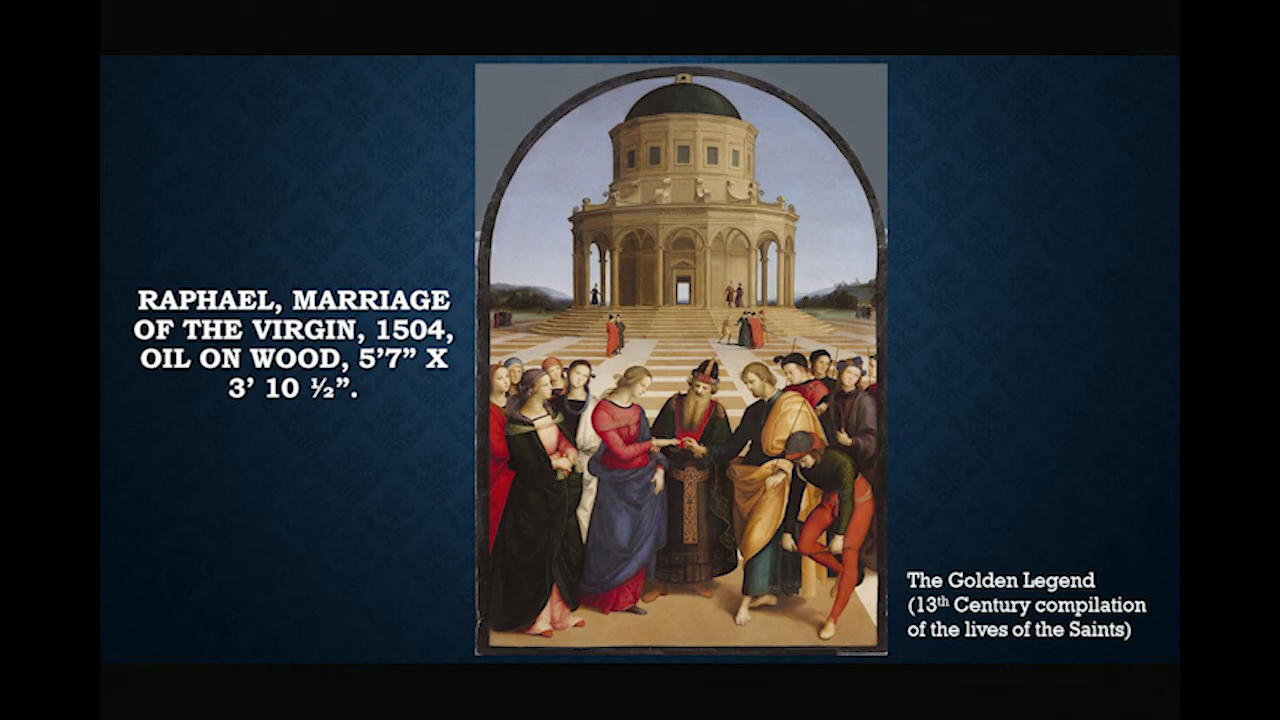 RAPHAEL, MARRIAGE
OF THE VIRGIN, 1504,
OIL ON WOOD, 5’7” X
3’ 10 ½”.
The Golden Legend
(13th Century compilation
of the lives of the Saints)